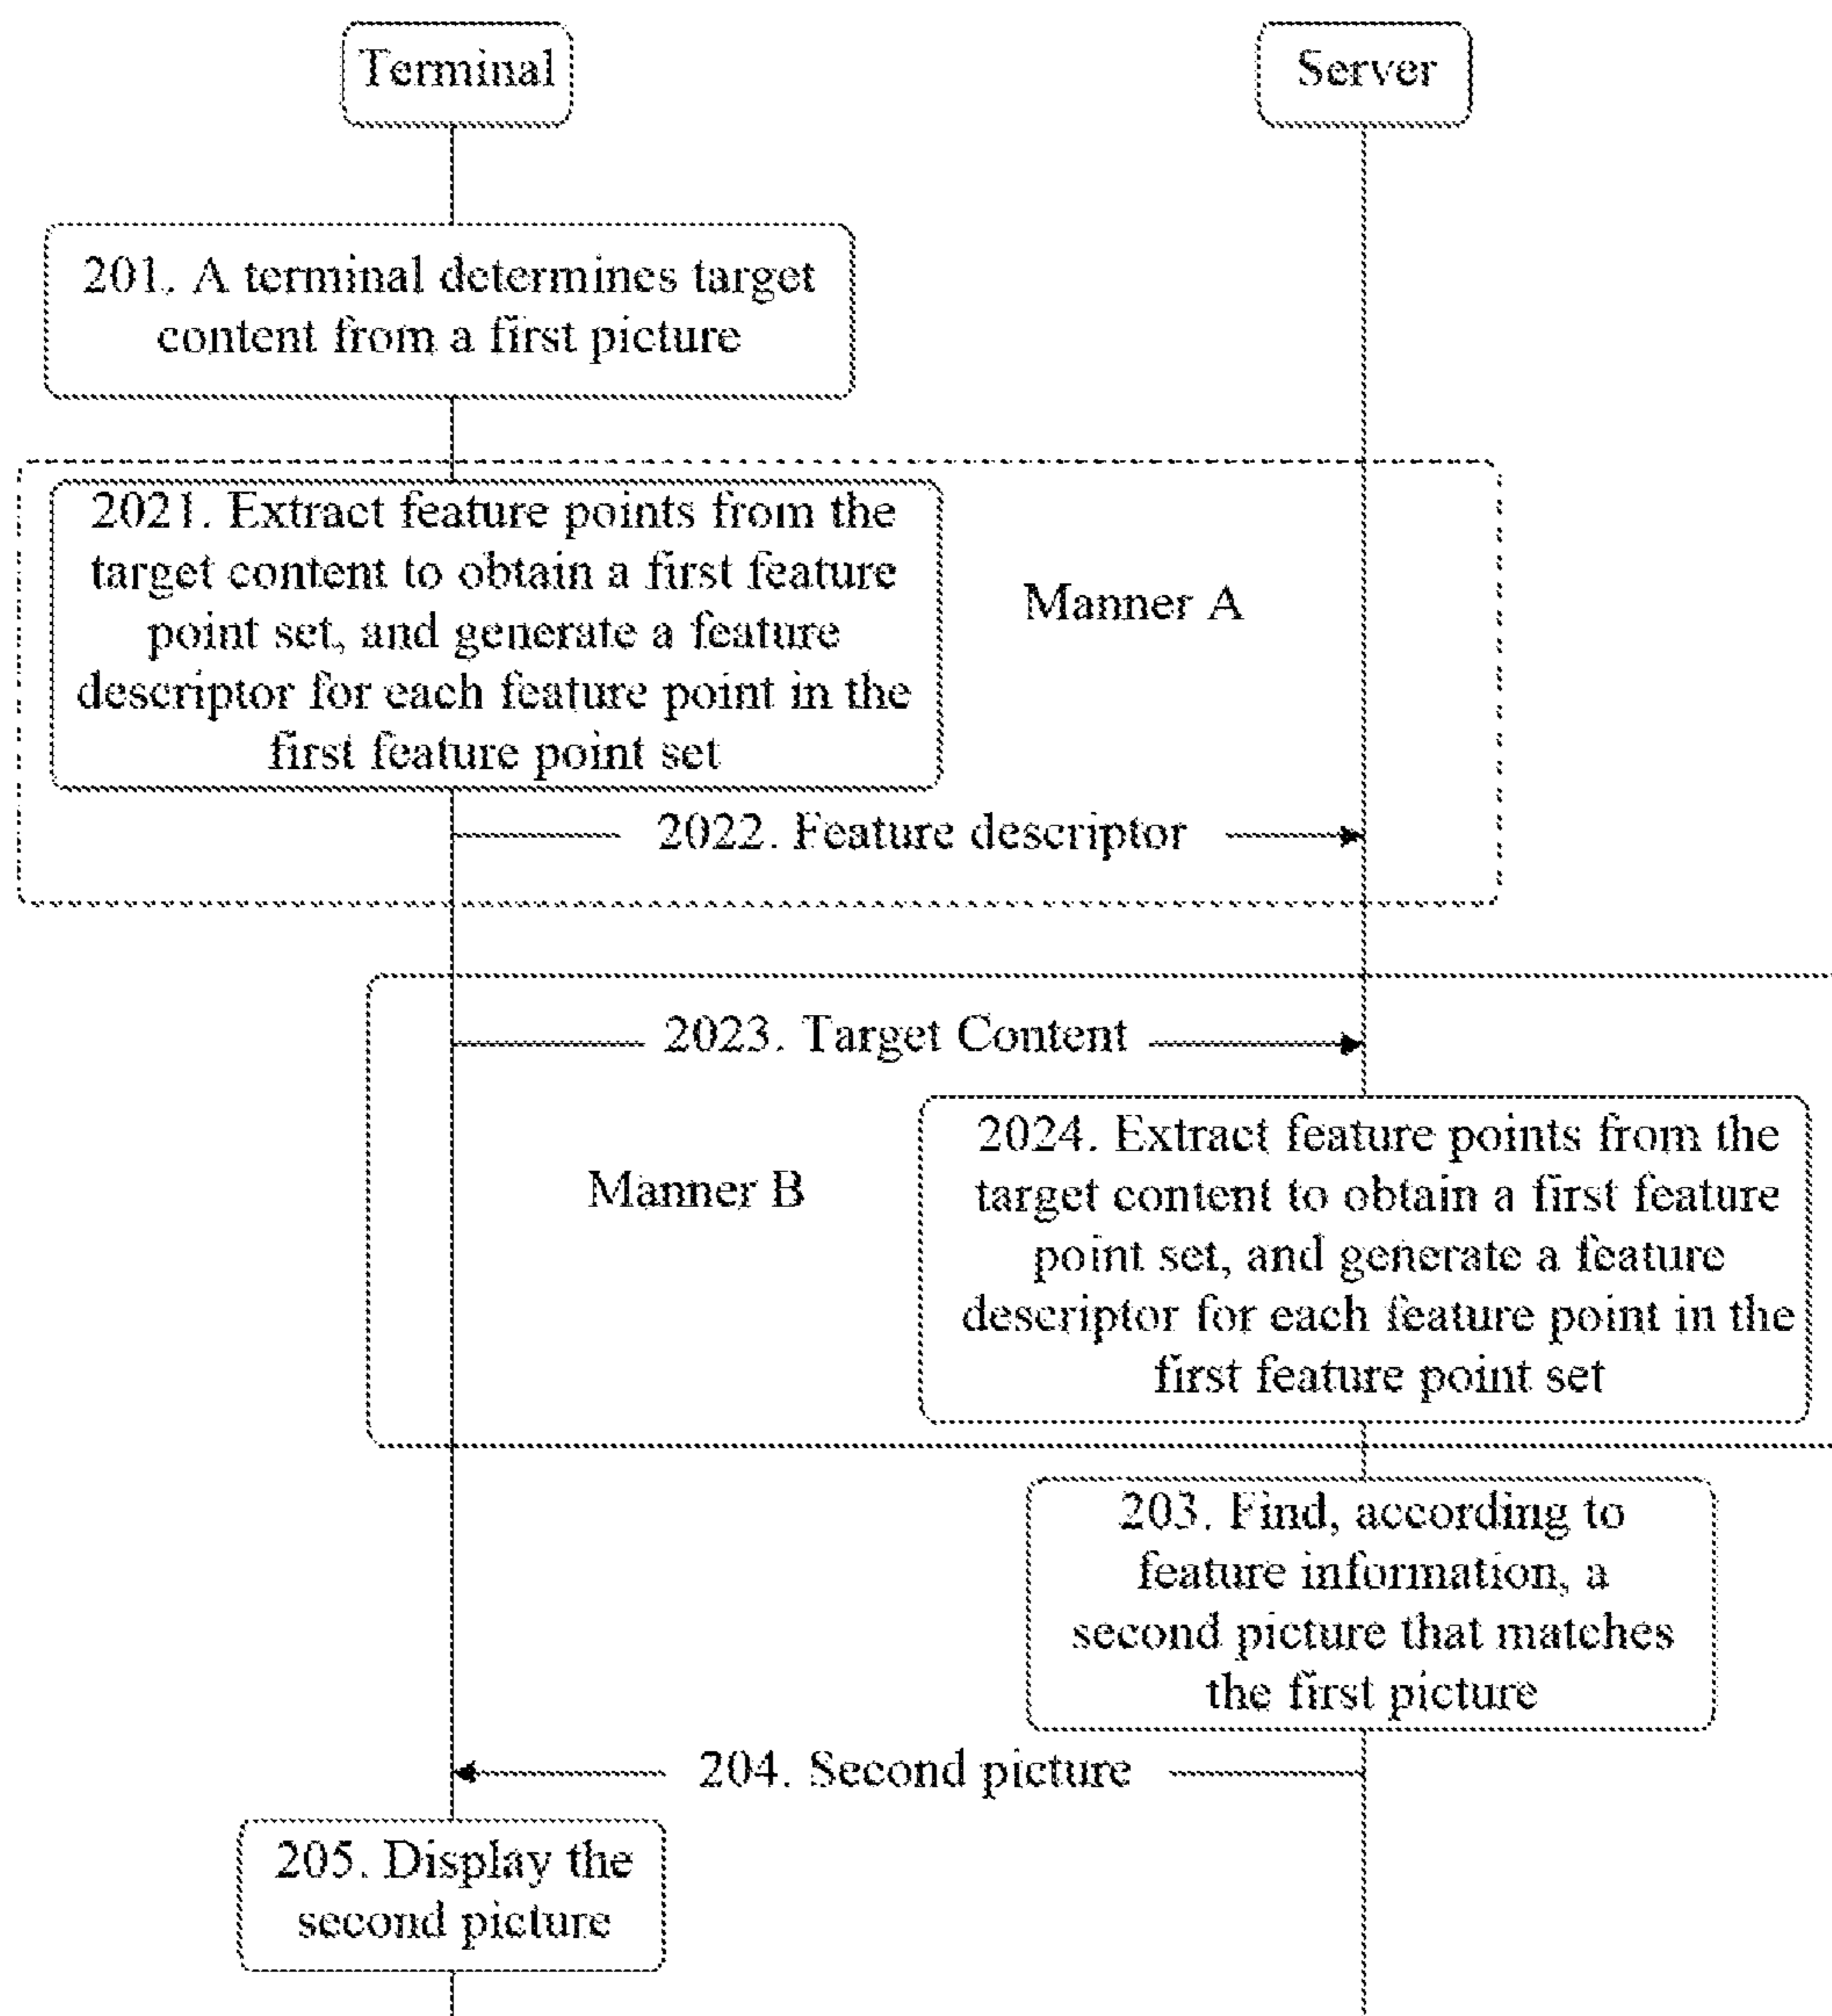 Terminal
Server
201. A terminal determines target
content from a first picture
2021. Extract feature points from the
target content to obtain a first feature
point set, and generate a feature
descriptor for each feature point in the
first feature point set
Manner A
2022. Feature descriptor
2023. Target Content
Manner B
2024. Extract feature points from the
target content to obtain a first feature
point set, and generate a feature
descriptor for each feature point in the
first feature point set
203. Find, according to
feature information, a
second picture that matches
the first picture
204. Second picture
205. Display the
second picture